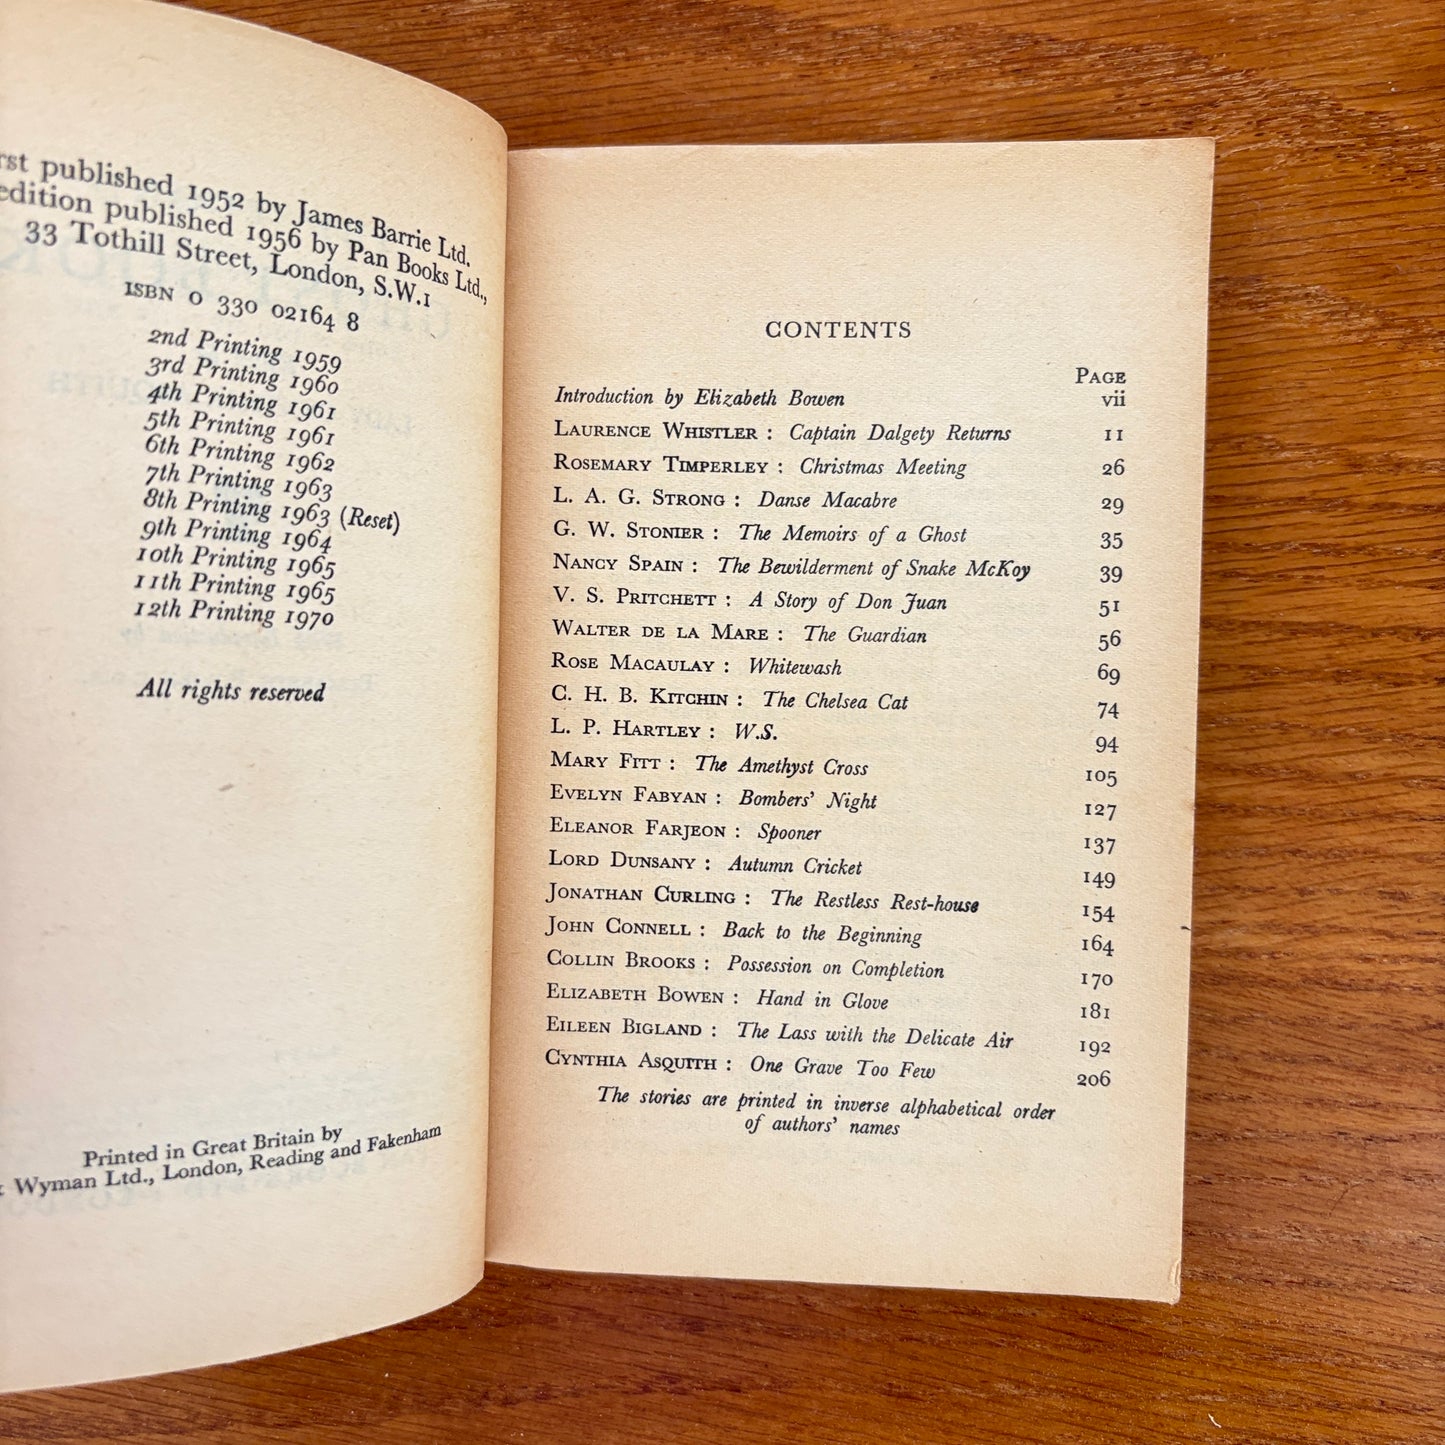 published 1952 by James Barrie Ltd.
edition published 1956 by Pan Books Ltd.,
33 Tothill Street, London, S.W.1
ISBN 0 330 02164 8
2nd Printing 1959
3rd Printing 1960
4th Printing 1961
5th Printing 1961
6th Printing 1962
7th Printing 1963
8th Printing 1963 (Reset)
9th Printing 1964
10th Printing 1965
11th Printing 1965
12th Printing 1970
All rights reserved
Printed in Great Britain by
Wyman Ltd., London, Reading and Fakenham
CONTENTS
PAGE
Introduction by Elizabeth Bowen vii
LAURENCE WHISTLER : Captain Dalgety Returns 11
ROSEMARY TIMPERLEY : Christmas Meeting 26
L. A. G. STRONG : Danse Macabre 29
G. W. STONIER : The Memoirs of a Ghost 35
NANCY SPAIN : The Bewilderment of Snake McKoy 39
V. S. PRITCHETT : A Story of Don Juan 51
WALTER DE LA MARE : The Guardian 56
ROSE MACAULAY : Whitewash 69
C. H. B. KITCHIN : The Chelsea Cat 74
L. P. HARTLEY : W.S. 94
MARY FITT : The Amethyst Cross 105
EVELYN FABYAN : Bombers' Night 127
ELEANOR FARJEON : Spooner 137
LORD DUNSANY : Autumn Cricket 149
JONATHAN CURLING : The Restless Rest-house 154
JOHN CONNELL : Back to the Beginning 164
COLLIN BROOKS : Possession on Completion 170
ELIZABETH BOWEN : Hand in Glove 181
EILEEN BIGLAND : The Lass with the Delicate Air 192
CYNTHIA ASQUITH : One Grave Too Few 206
The stories are printed in inverse alphabetical order
of authors' names